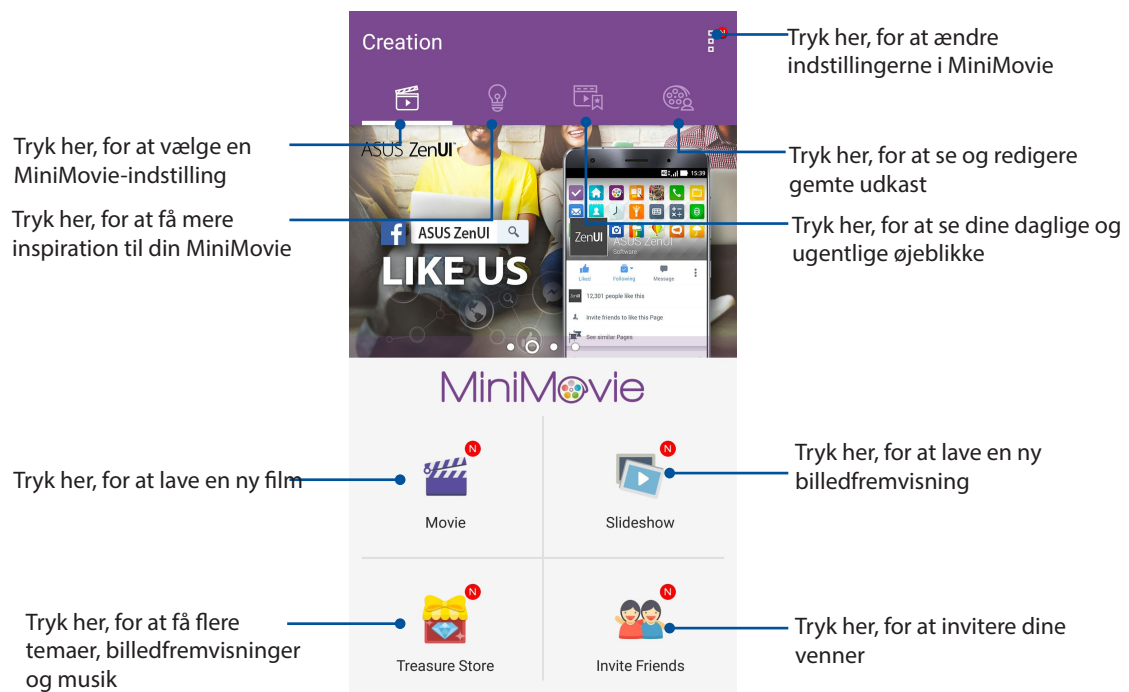 Creation
N
Tryk her, for at ændre
indstillingerne i MiniMovie
Tryk her, for at vælge en
MiniMovie-indstilling
Tryk her, for at få mere
inspiration til din MiniMovie
ASUS ZenUI
ASUS ZenUI
LIKE US
15:39
ZenUI
ASUS ZenUI
Software
Liked
Following
Message
ZenUI
12,301 people like this
Invite friends to like this Page
See similar Pages
Tryk her, for at se og redigere
gemte udkast
Tryk her, for at se dine daglige og
ugentlige øjeblikke
MiniMovie
Tryk her, for at lave en ny film
N
Movie
N
Slideshow
Tryk her, for at lave en ny
billedfremvisning
Tryk her, for at få flere
temaer, billedfremvisninger
og musik
N
Treasure Store
N
Invite Friends
Tryk her, for at invitere dine
venner